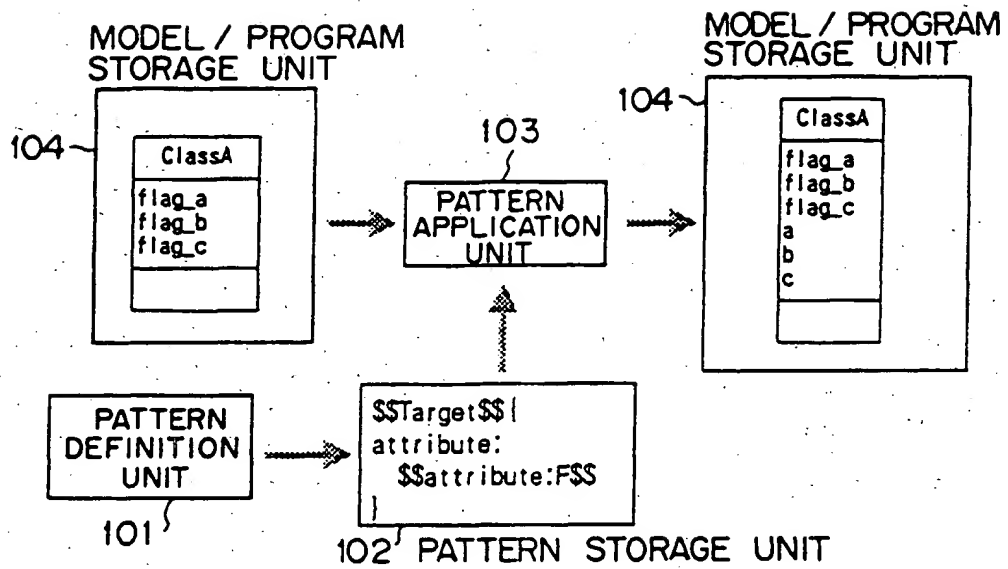 MODEL / PROGRAM
STORAGE UNIT
104
ClassA
flag_a
flag_b
flag_c
103
PATTERN
APPLICATION
UNIT
MODEL / PROGRAM
STORAGE UNIT
104
ClassA
flag_a
flag_b
flag_c
a
b
c
PATTERN
DEFINITION
UNIT
101
$$Target$${
attribute:
$$attribute:F$$
}
102 PATTERN STORAGE UNIT